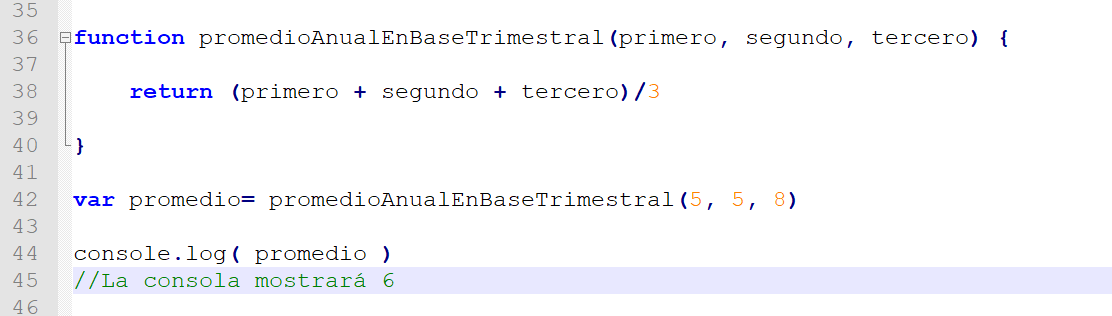 35
36 function promedioAnualEnBaseTrimestral(primero, segundo, tercero) {
37
38 return (primero + segundo + tercero)/3
39
40 }
41
42 var promedio= promedioAnualEnBaseTrimestral(5, 5, 8)
43
44 console.log( promedio )
45 //La consola mostrará 6
46